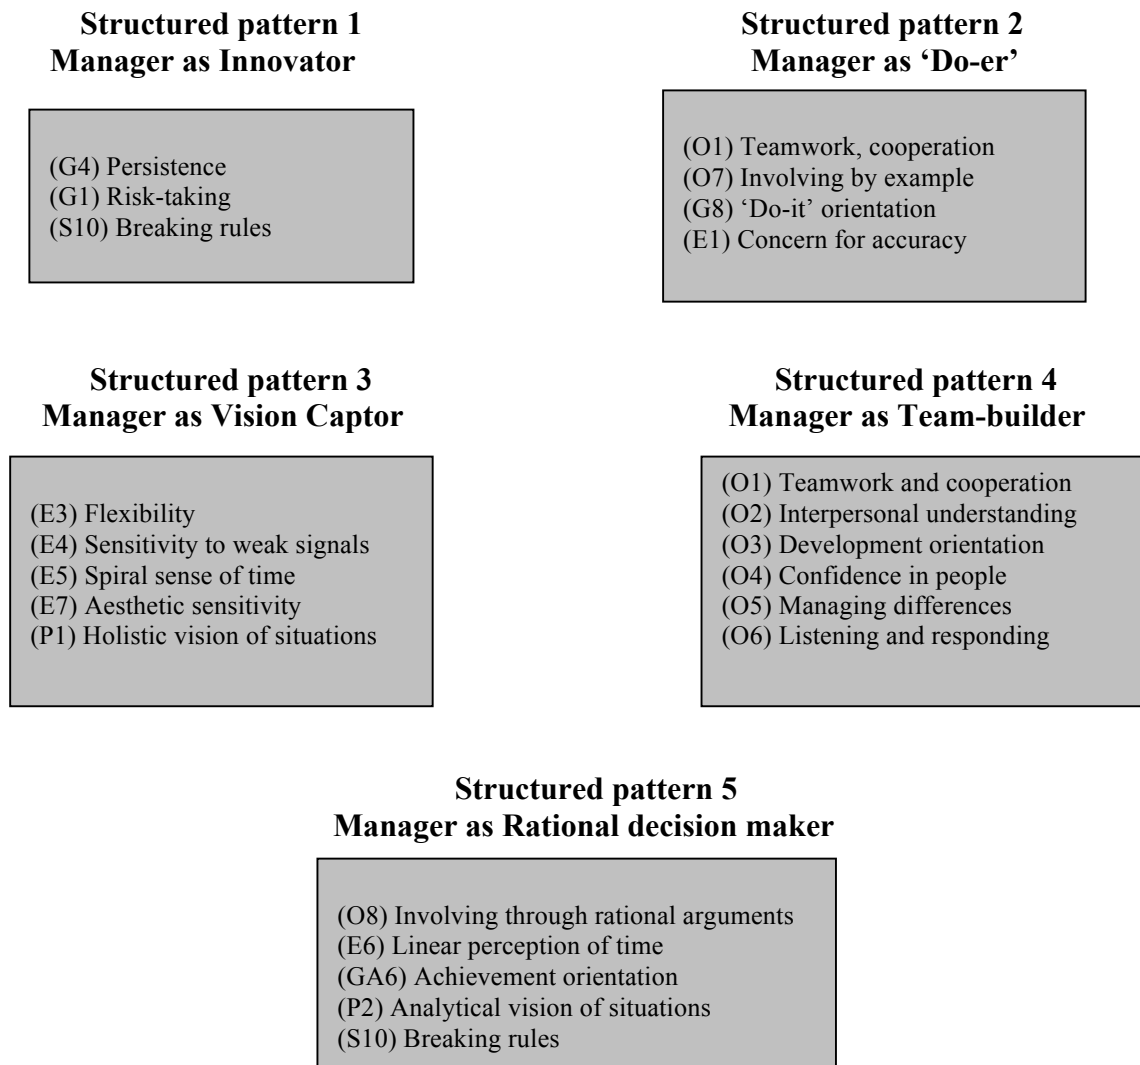 Structured pattern 1
Manager as Innovator
(G4) Persistence
(G1) Risk-taking
(S10) Breaking rules
Structured pattern 2
Manager as ‘Do-er’
(O1) Teamwork, cooperation
(O7) Involving by example
(G8) ‘Do-it’ orientation
(E1) Concern for accuracy
Structured pattern 3
Manager as Vision Captor
(E3) Flexibility
(E4) Sensitivity to weak signals
(E5) Spiral sense of time
(E7) Aesthetic sensitivity
(P1) Holistic vision of situations
Structured pattern 4
Manager as Team-builder
(O1) Teamwork and cooperation
(O2) Interpersonal understanding
(O3) Development orientation
(O4) Confidence in people
(O5) Managing differences
(O6) Listening and responding
Structured pattern 5
Manager as Rational decision maker
(O8) Involving through rational arguments
(E6) Linear perception of time
(GA6) Achievement orientation
(P2) Analytical vision of situations
(S10) Breaking rules